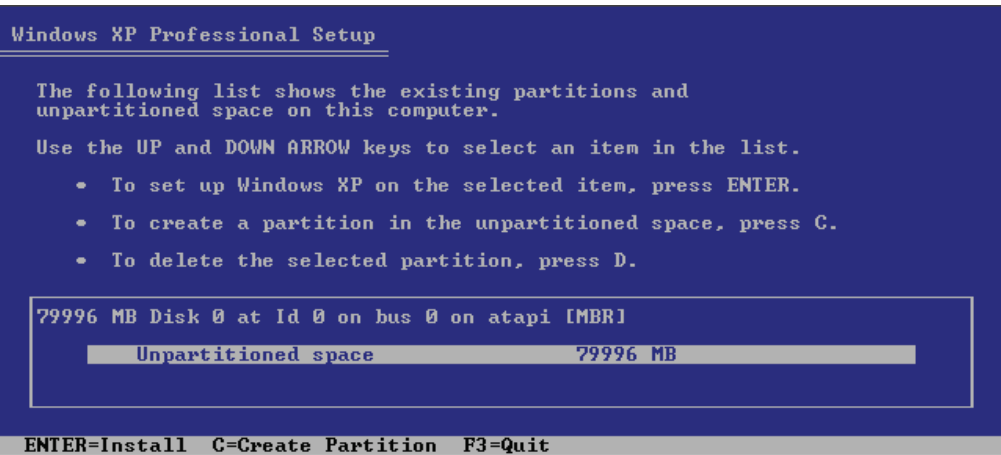 Windows XP Professional Setup
The following list shows the existing partitions and
unpartitioned space on this computer.
Use the UP and DOWN ARROW keys to select an item in the list.
• To set up Windows XP on the selected item, press ENTER.
• To create a partition in the unpartitioned space, press C.
• To delete the selected partition, press D.
79996 MB Disk 0 at Id 0 on bus 0 on atapi [MBR]
Unpartitioned space 79996 MB
ENTER=Install C=Create Partition F3=Quit